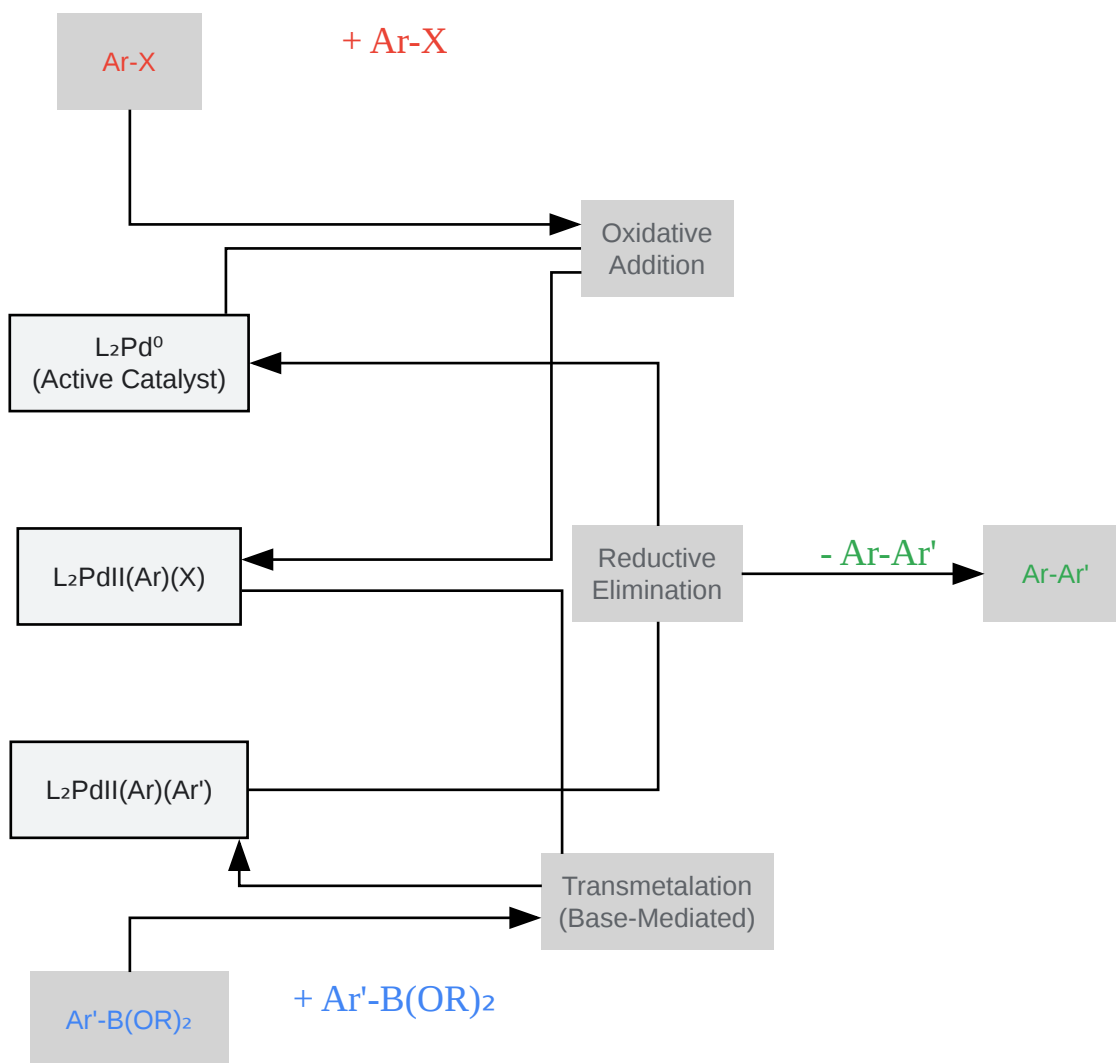 Ar-X
+ Ar-X
Oxidative
Addition
L₂Pd⁰
(Active Catalyst)
L₂PdII(Ar)(X)
Reductive
Elimination
- Ar-Ar'
Ar-Ar'
L₂PdII(Ar)(Ar')
Transmetalation
(Base-Mediated)
Ar'-B(OR)₂
+ Ar'-B(OR)₂